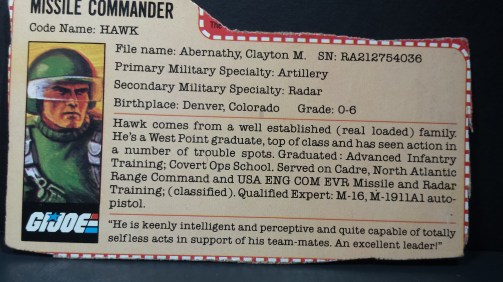 MISSILE COMMANDER
Code Name: HAWK
The
File name: Abernathy, Clayton M. SN: RA212754036
Primary Military Specialty: Artillery
Secondary Military Specialty: Radar
Birthplace: Denver, Colorado Grade: 0-6
Hawk comes from a well established (real loaded) family.
He's a West Point graduate, top of class and has seen action in
a number of trouble spots. Graduated: Advanced Infantry
Training; Covert Ops School. Served on Cadre, North Atlantic
Range Command and USA ENG COM EVR Missile and Radar
Training; (classified). Qualified Expert: M-16, M-1911A1 auto-
pistol.
G.I.JOE
"He is keenly intelligent and perceptive and quite capable of totally
selfless acts in support of his team-mates. An excellent leader!"